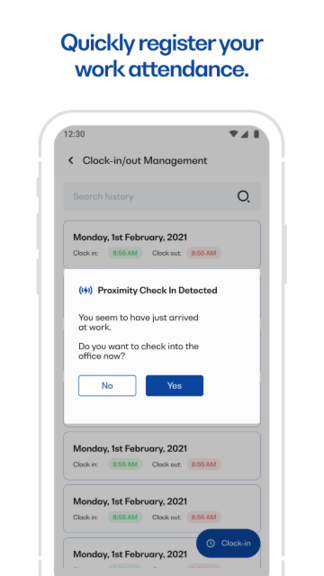 Quickly register your
work attendance.
12:30
Clock-in/out Management
Search history
Monday, 1st February, 2021
Clock in: 8:55 AM Clock out: 8:55 AM
Proximity Check In Detected
You seem to have just arrived
at work.
Do you want to check into the
office now?
No Yes
Monday, 1st February, 2021
Clock in: 8:55 AM Clock out: 8:55 AM
Monday, 1st February, 2021
Clock in: 8:55 AM Clock out: 8:55 AM
Clock-in
Monday, 1st February, 2021